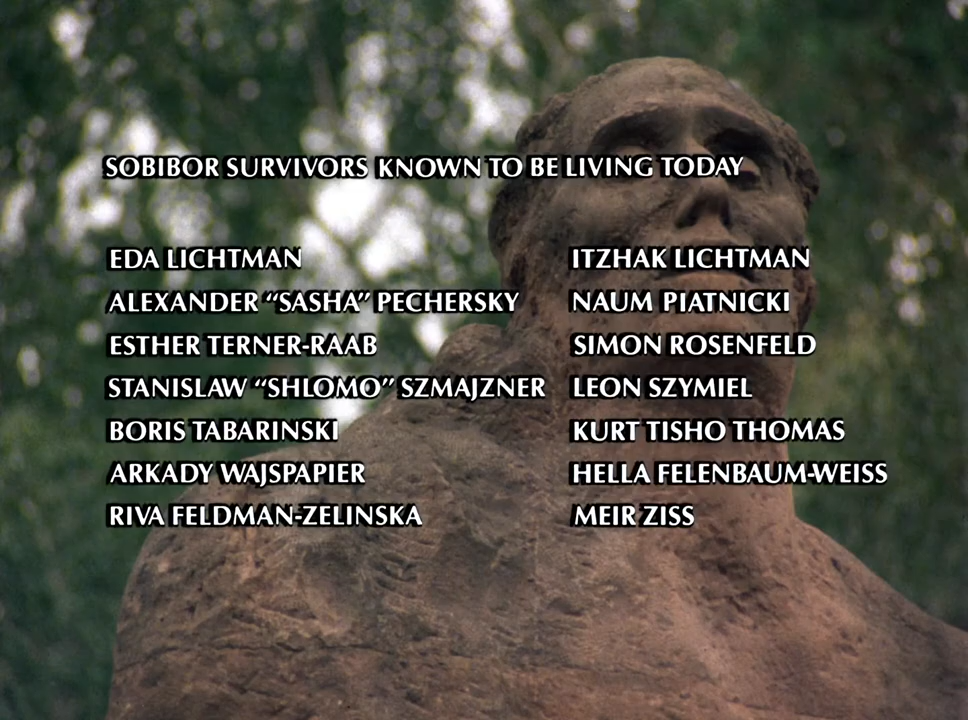 SOBIBOR SURVIVORS KNOWN TO BE LIVING TODAY
EDA LICHTMAN
ALEXANDER “SASHA” PECHERSKY
ESTHER TERNER-RAAB
STANISLAW “SHLOMO” SZMAJZNER
BORIS TABARINSKI
ARKADY WAJSPAPIER
RIVA FELDMAN-ZELINSKA
ITZHAK LICHTMAN
NAUM PIATNICKI
SIMON ROSENFELD
LEON SZYMIEL
KURT TISHO THOMAS
HELLA FELENBAUM-WEISS
MEIR ZISS